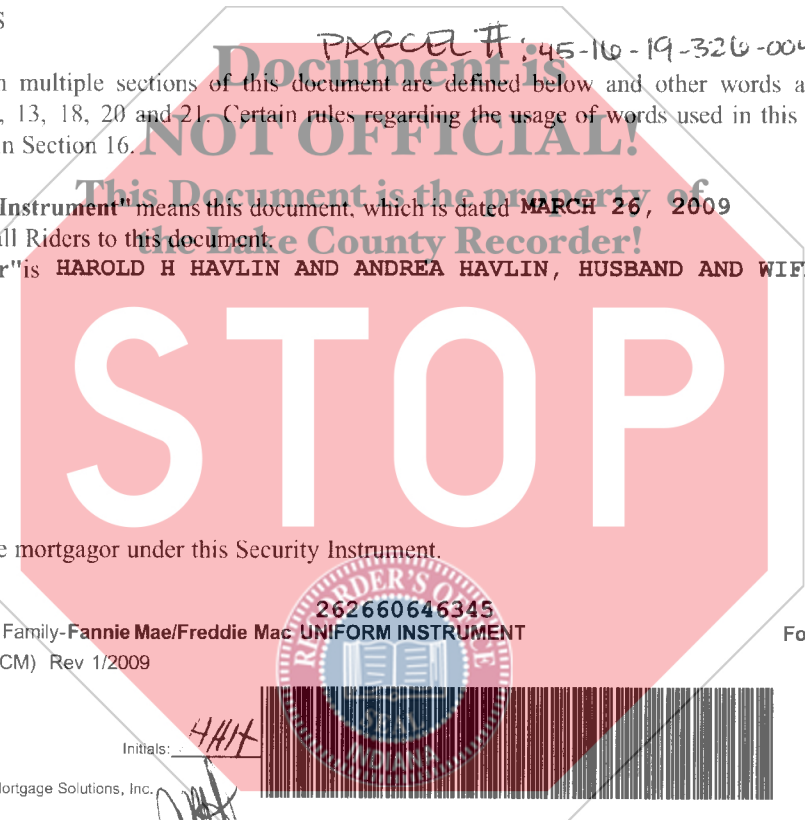 S
PARCEL #: 45-16-19-326-004
Document is
n multiple sections of this document are defined below and other words a
, 13, 18, 20 and 21. Certain rules regarding the usage of words used in this
n Section 16.
NOT OFFICIAL!
This Document is the property of
Instrument" means this document, which is dated MARCH 26, 2009
all Riders to this document.
the Lake County Recorder!
r" is HAROLD H HAVLIN AND ANDREA HAVLIN, HUSBAND AND WIF
STOP
e mortgagor under this Security Instrument.
RECORDER'S OFFICE
262660646345
Family-Fannie Mae/Freddie Mac UNIFORM INSTRUMENT
Fo
CM) Rev 1/2009
SEAL
INDIANA
Initials: HHH
Mortgage Solutions, Inc.